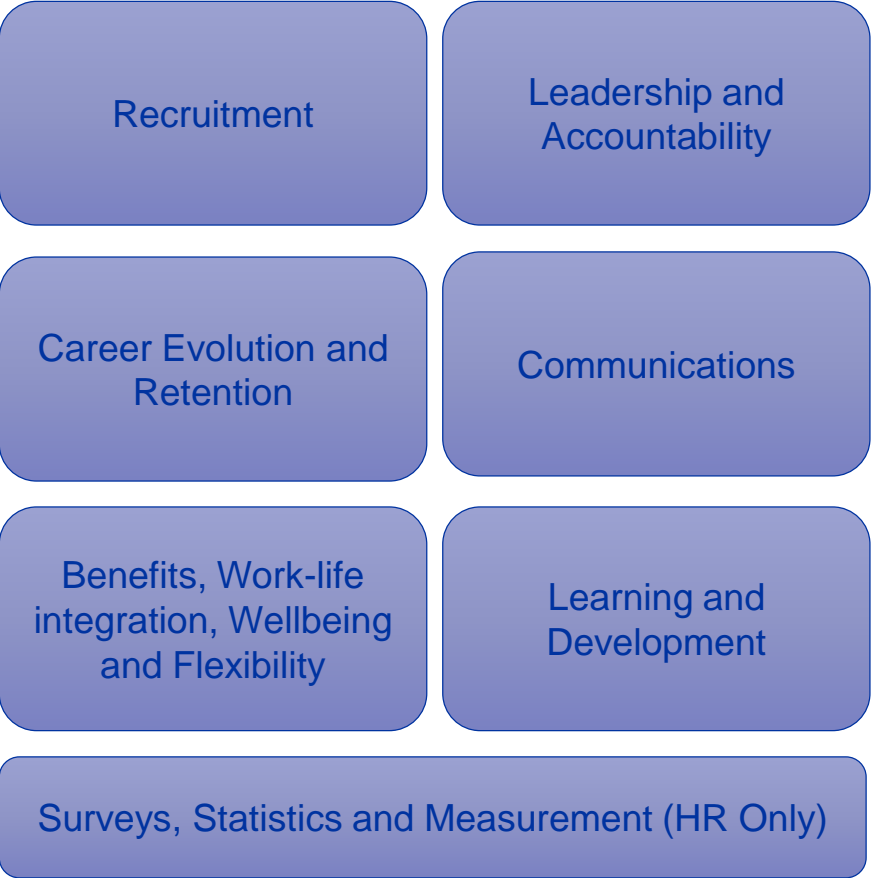 Recruitment
Leadership and
Accountability
Career Evolution and
Retention
Communications
Benefits, Work-life
integration, Wellbeing
and Flexibility
Learning and
Development
Surveys, Statistics and Measurement (HR Only)